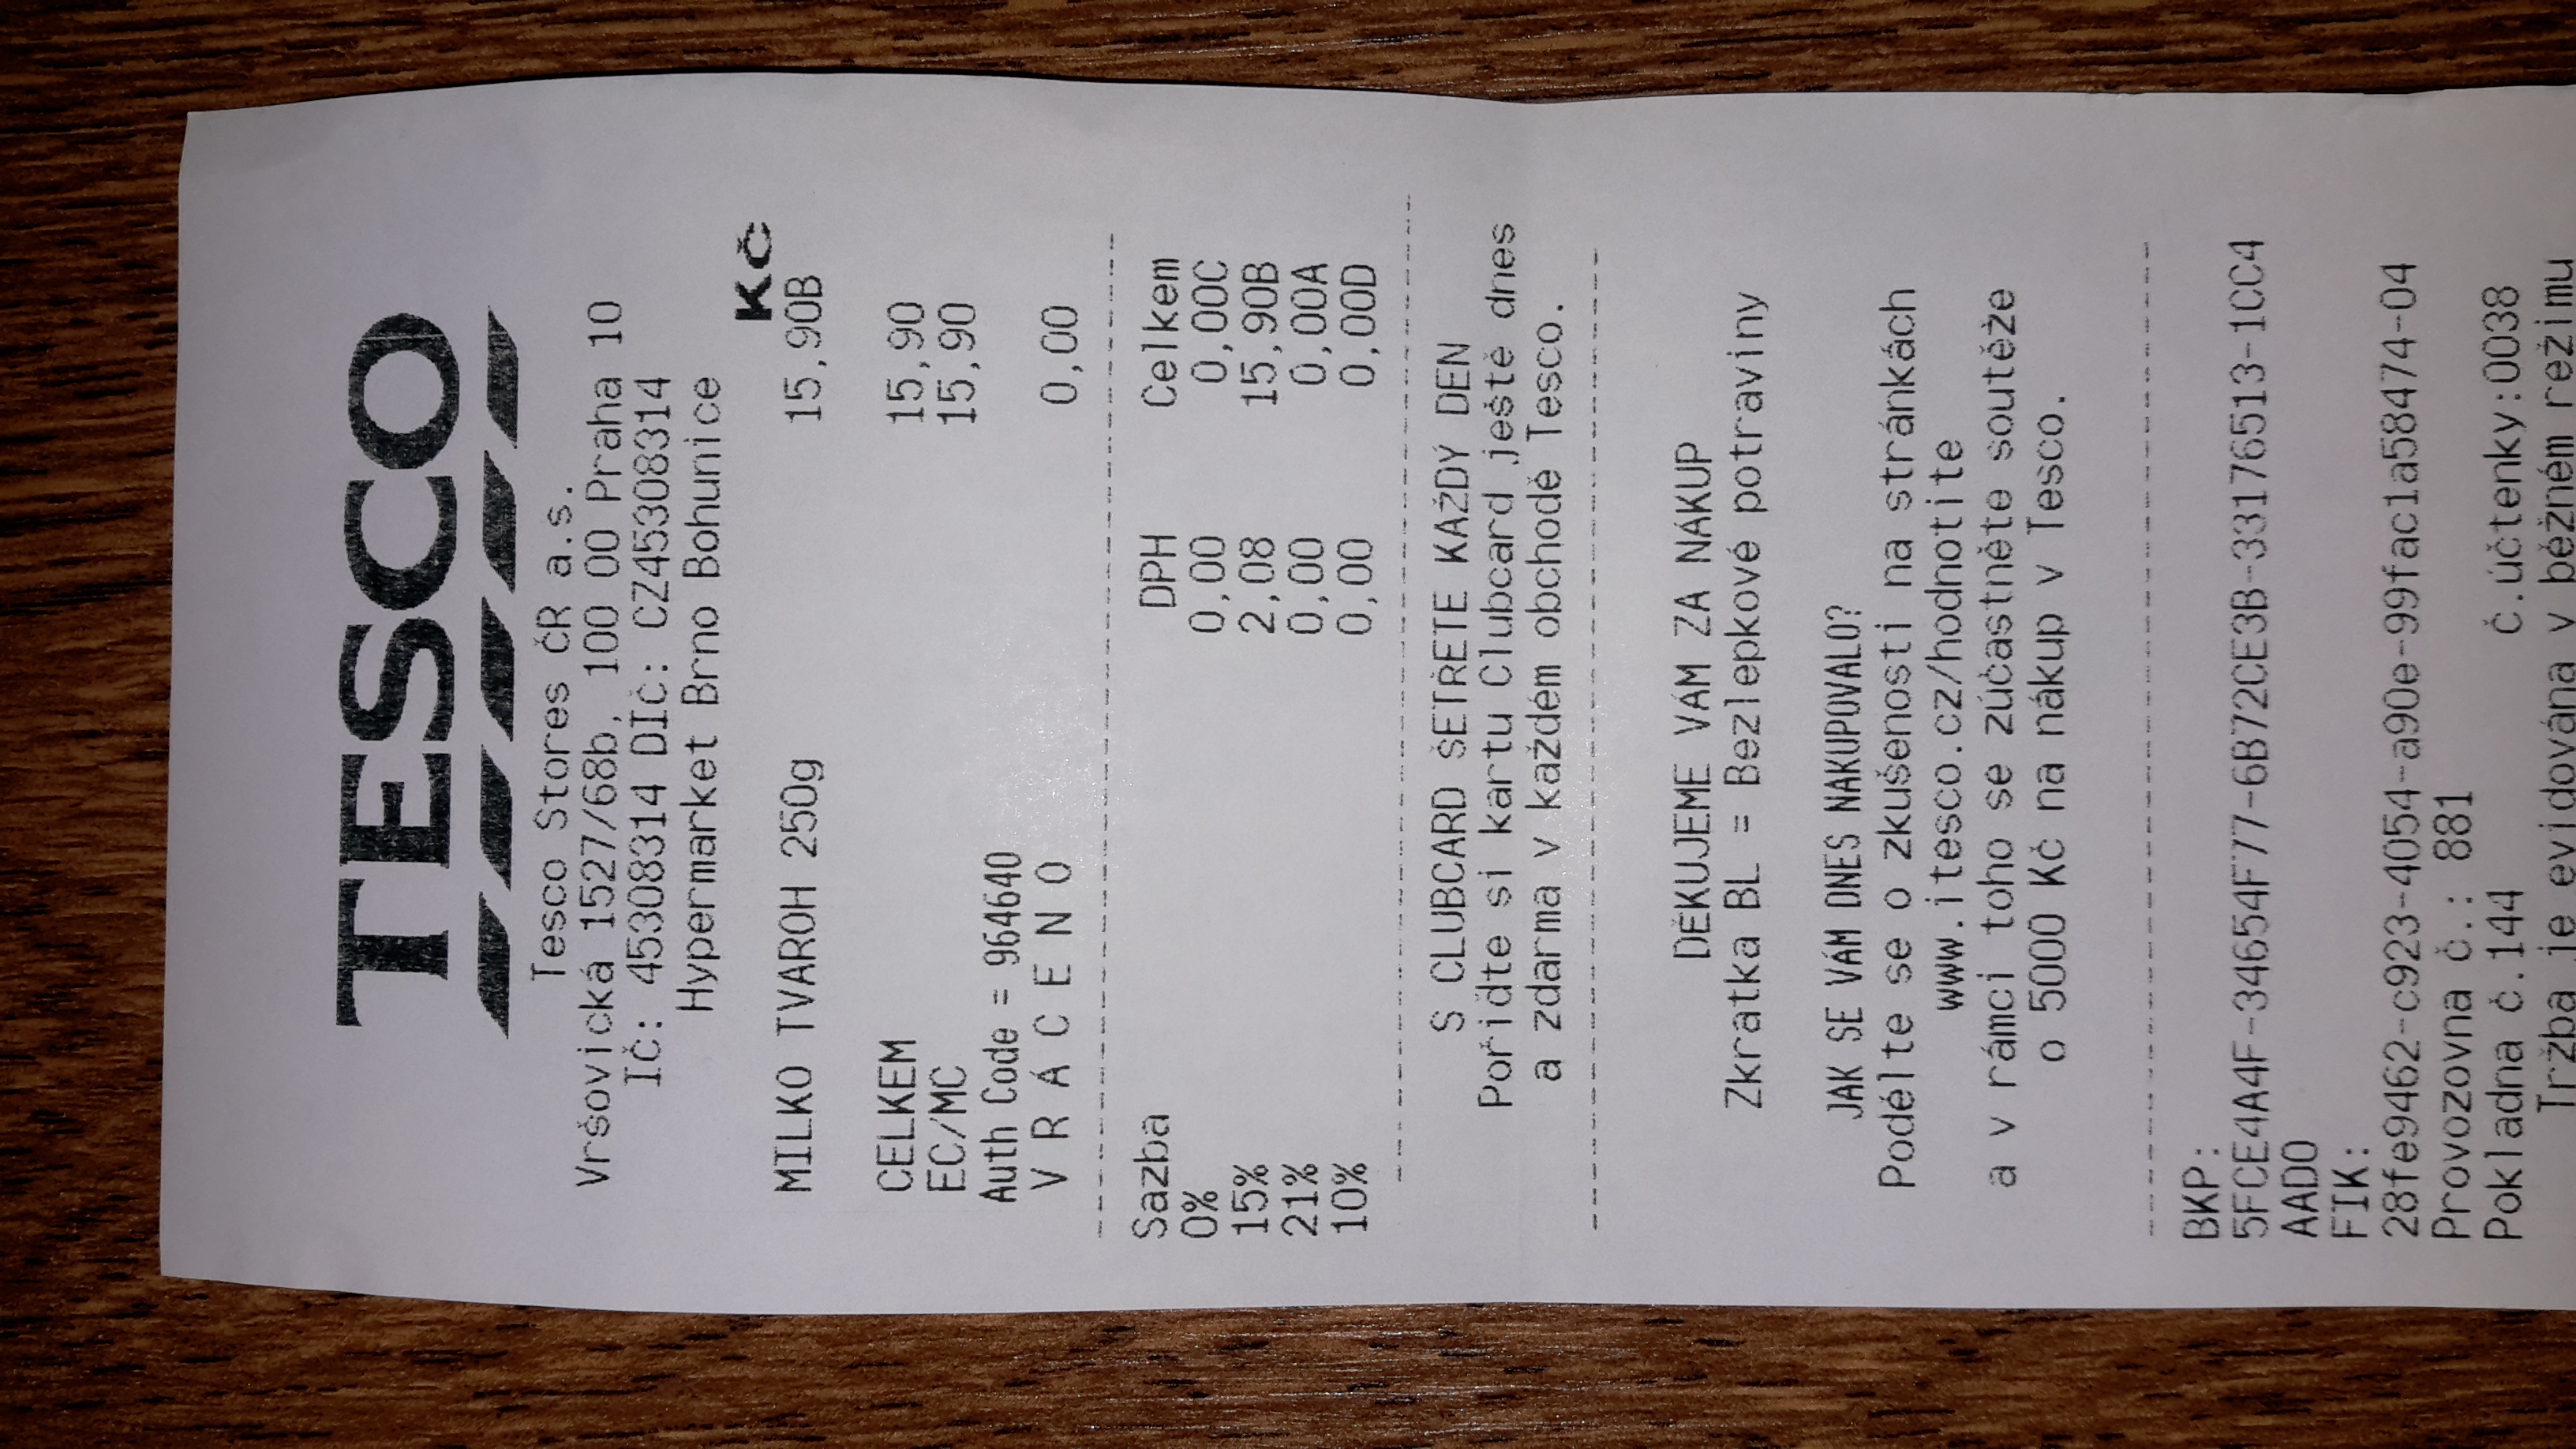 TESCO
Tesco Stores ČR a.s.
Vršovická 1527/68b, 100 00 Praha 10
IČ: 45308314 DIČ: CZ45308314
Hypermarket Brno Bohunice
Kč
MILKO TVAROH 250g 15,90B
CELKEM 15,90
EC/MC 15,90
Auth Code = 964640
V R Á C E N O 0,00
Sazba DPH Celkem
0% 0,00 0,00C
15% 2,08 15,90B
21% 0,00 0,00A
10% 0,00 0,00D
S CLUBCARD ŠETŘETE KAŽDÝ DEN
Pořiďte si kartu Clubcard ještě dnes
a zdarma v každém obchodě Tesco.
DĚKUJEME VÁM ZA NÁKUP
Zkratka BL = Bezlepkové potraviny
JAK SE VÁM DNES NAKUPOVALO?
Podělte se o zkušenosti na stránkách
www.itesco.cz/hodnotite
a v rámci toho se zúčastněte soutěže
o 5000 Kč na nákup v Tesco.
BKP:
5FCE4A4F-34654F77-6B72CE3B-33176513-1CC4
AAD0
FIK:
28fe9462-c923-4054-a90e-99fac1a58474-04
Provozovna č.: 881
Pokladna č.144 č.účtenky:0038
Tržba je evidována v běžném režimu